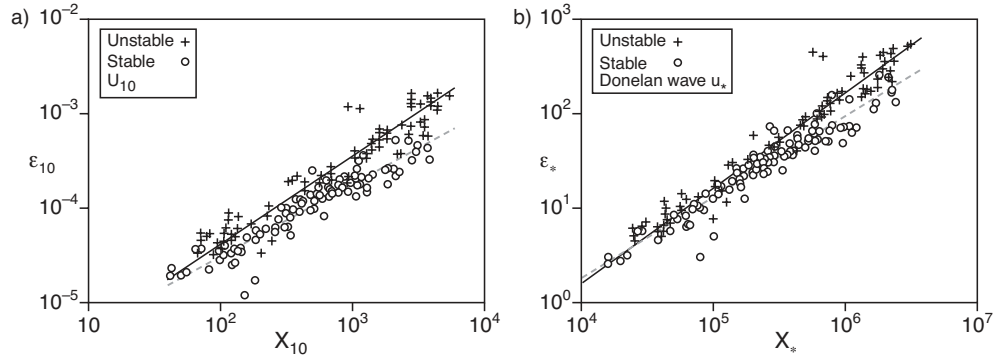 a)
10⁻²
10⁻³
10⁻⁴
10⁻⁵
ε₁₀
Unstable +
Stable o
U₁₀
10
10²
10³
10⁴
X₁₀
b)
10³
10²
10¹
10⁰
ε*
Unstable +
Stable o
Donelan wave u*
10⁴
10⁵
10⁶
10⁷
X*